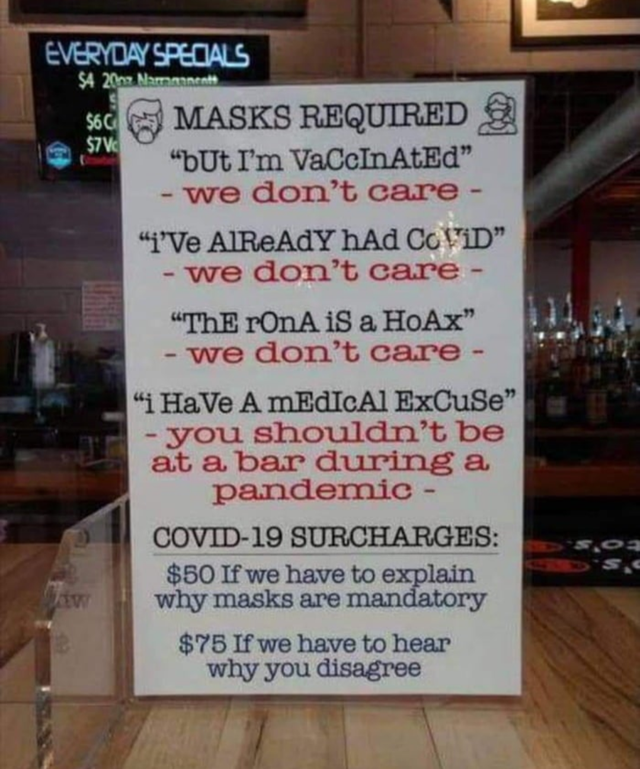 EVERYDAY SPECIALS
$4 20oz Narragansett
$6
$7
MASKS REQUIRED
“bUt I’m VaCcInAtEd”
- we don’t care -
“i’Ve AlReAdY hAd CoViD”
- we don’t care -
“ThE rOnA iS a HoAx”
- we don’t care -
“i HaVe A mEdIcAl ExCuSe”
- you shouldn’t be
at a bar during a
pandemic -
COVID-19 SURCHARGES:
$50 If we have to explain
why masks are mandatory
$75 If we have to hear
why you disagree